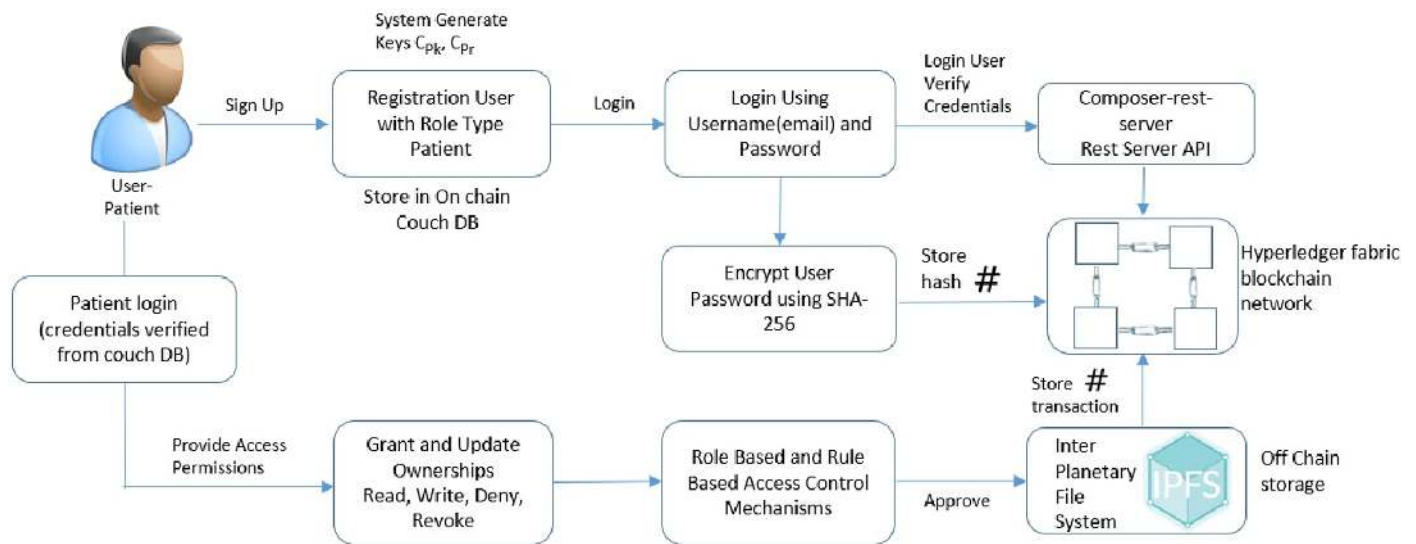 System Generate
Keys CPk, CPr
Sign Up
Registration User
with Role Type
Patient
Login
Login Using
Username(email) and
Password
Login User
Verify
Credentials
Composer-rest-
server
Rest Server API
User-
Patient
Store in On chain
Couch DB
Encrypt User
Password using SHA-
256
Store
hash #
Hyperledger fabric
blockchain
network
Patient login
(credentials verified
from couch DB)
Store #
transaction
Provide Access
Permissions
Grant and Update
Ownerships
Read, Write, Deny,
Revoke
Role Based and Rule
Based Access Control
Mechanisms
Approve
Inter
Planetary
File
System
IPFS
Off Chain
storage